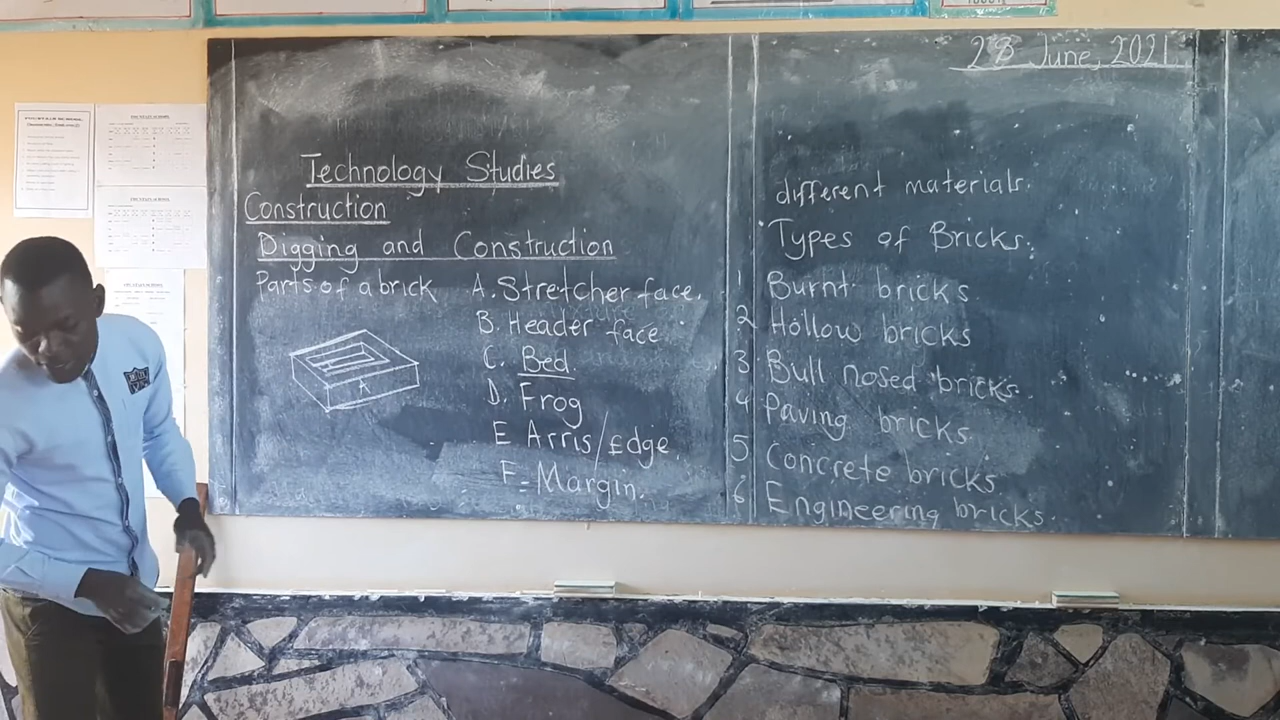 28 June, 2021.
Technology Studies
Construction
Digging and Construction
Parts of a brick
A. Stretcher face.
B. Header face
C. Bed.
D. Frog
E Arris/Edge.
F- Margin.
A
different materials.
Types of Bricks.
1 Burnt bricks
2 Hollow bricks
3 Bull nosed bricks.
4 Paving bricks.
5 Concrete bricks
6 Engineering bricks.